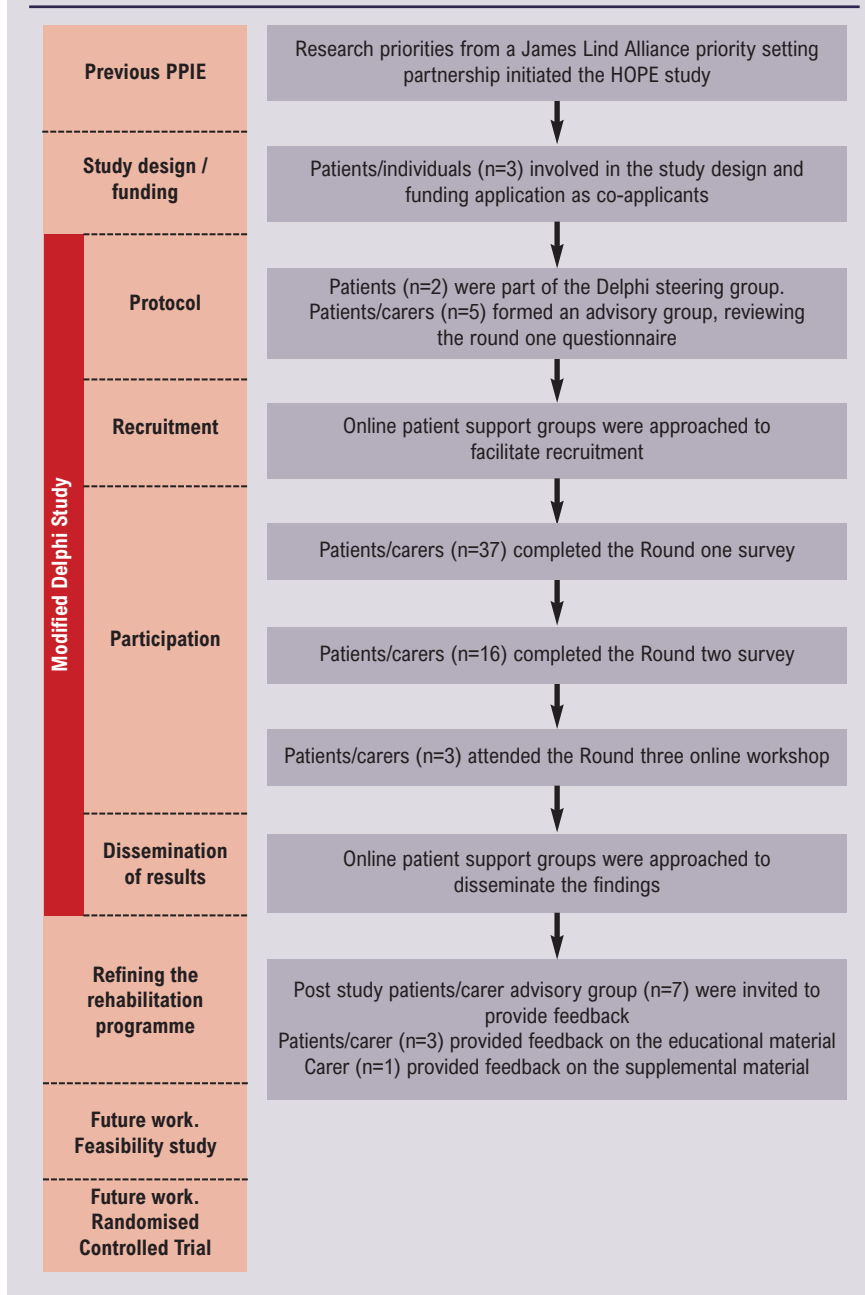 Previous PPIE
Research priorities from a James Lind Alliance priority setting
partnership initiated the HOPE study
Study design /
funding
Patients/individuals (n=3) involved in the study design and
funding application as co-applicants
Modified Delphi Study
Protocol
Patients (n=2) were part of the Delphi steering group.
Patients/carers (n=5) formed an advisory group, reviewing
the round one questionnaire
Recruitment
Online patient support groups were approached to
facilitate recruitment
Participation
Patients/carers (n=37) completed the Round one survey
Patients/carers (n=16) completed the Round two survey
Patients/carers (n=3) attended the Round three online workshop
Dissemination
of results
Online patient support groups were approached to
disseminate the findings
Refining the
rehabilitation
programme
Post study patients/carer advisory group (n=7) were invited to
provide feedback
Patients/carer (n=3) provided feedback on the educational material
Carer (n=1) provided feedback on the supplemental material
Future work.
Feasibility study
Future work.
Randomised
Controlled Trial